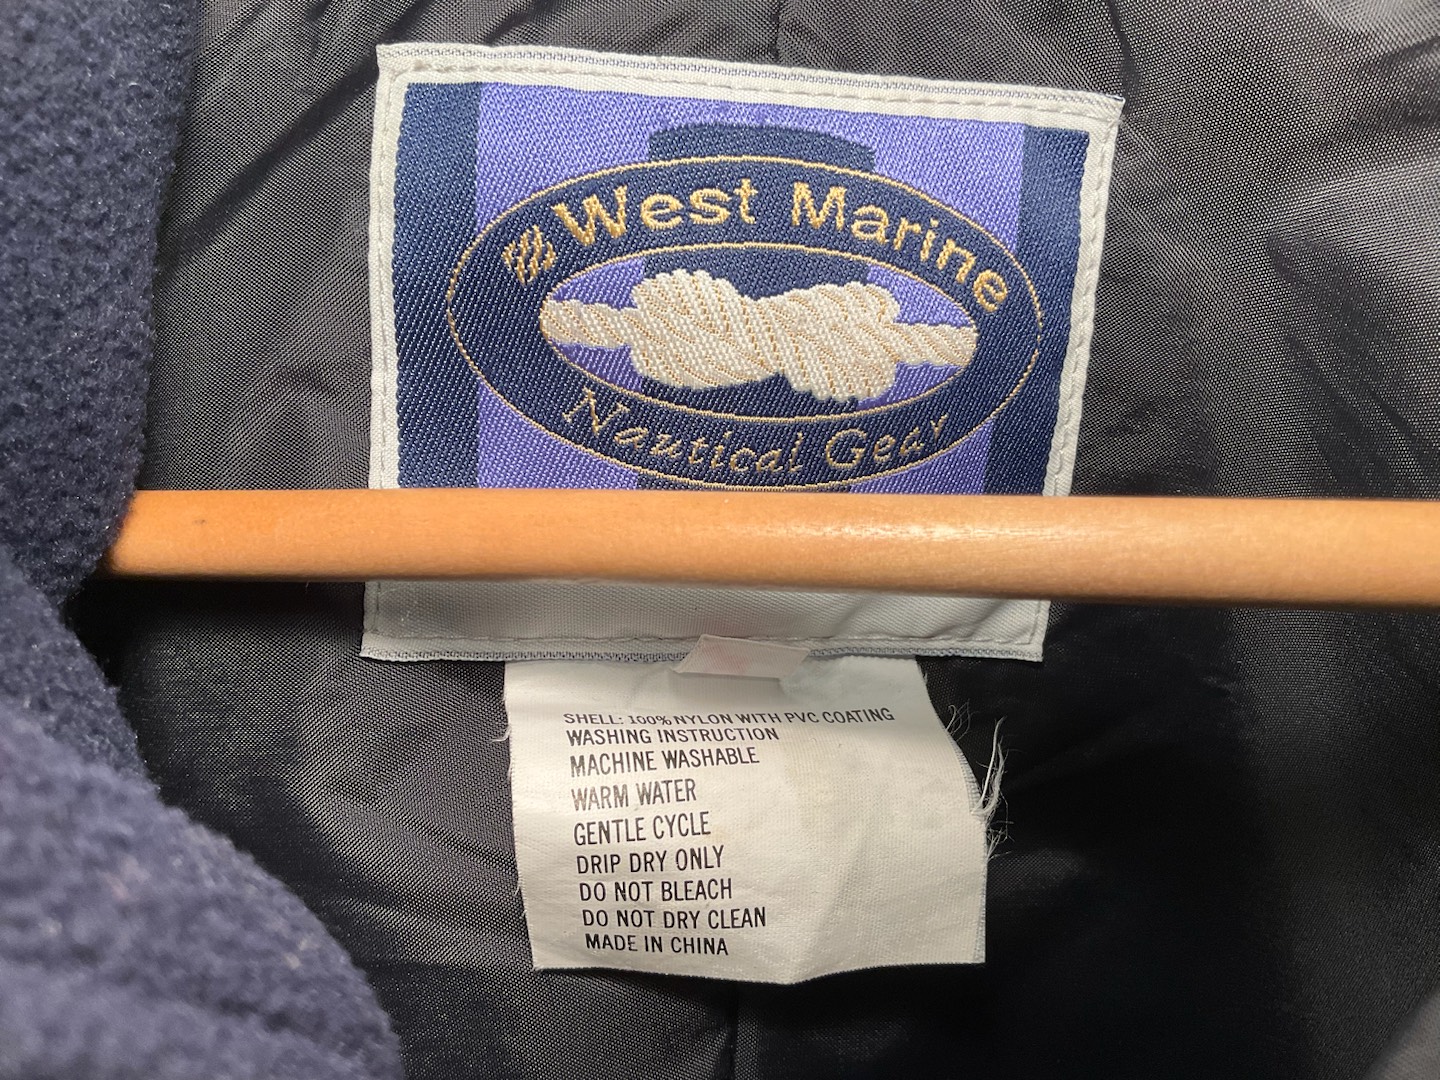 West Marine
Nautical Gear
SHELL: 100% NYLON WITH PVC COATING
WASHING INSTRUCTION
MACHINE WASHABLE
WARM WATER
GENTLE CYCLE
DRIP DRY ONLY
DO NOT BLEACH
DO NOT DRY CLEAN
MADE IN CHINA